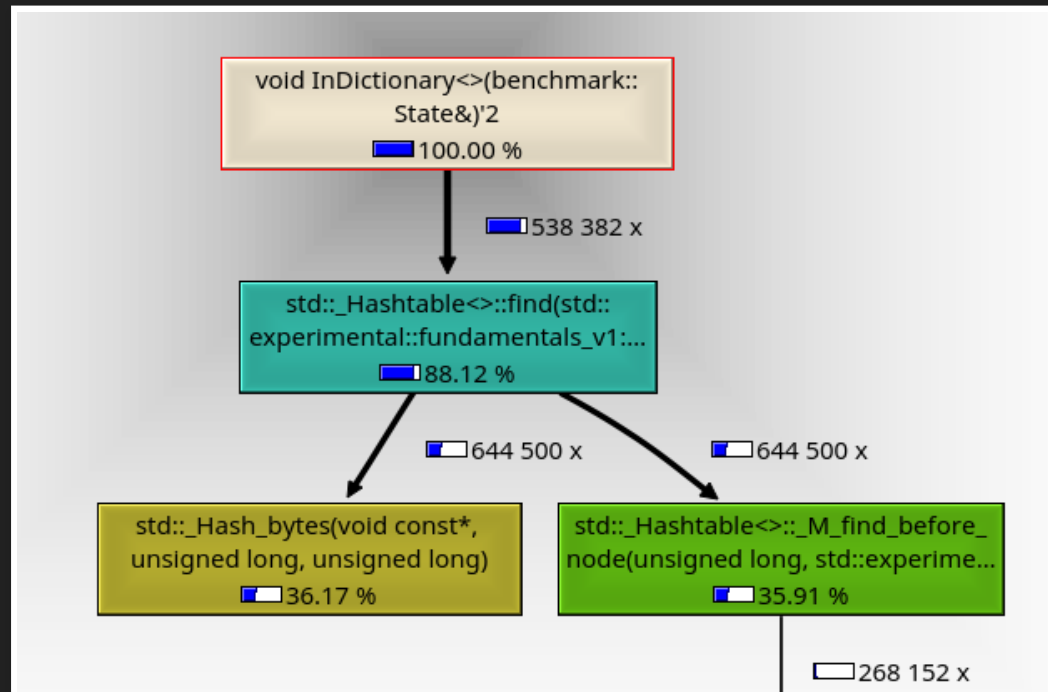 void InDictionary<>(benchmark::
State&)'2
100.00 %
538 382 x
std::_Hashtable<>::find(std::
experimental::fundamentals_v1:...
88.12 %
644 500 x
644 500 x
std::_Hash_bytes(void const*,
unsigned long, unsigned long)
36.17 %
std::_Hashtable<>::_M_find_before_
node(unsigned long, std::experime...
35.91 %
268 152 x